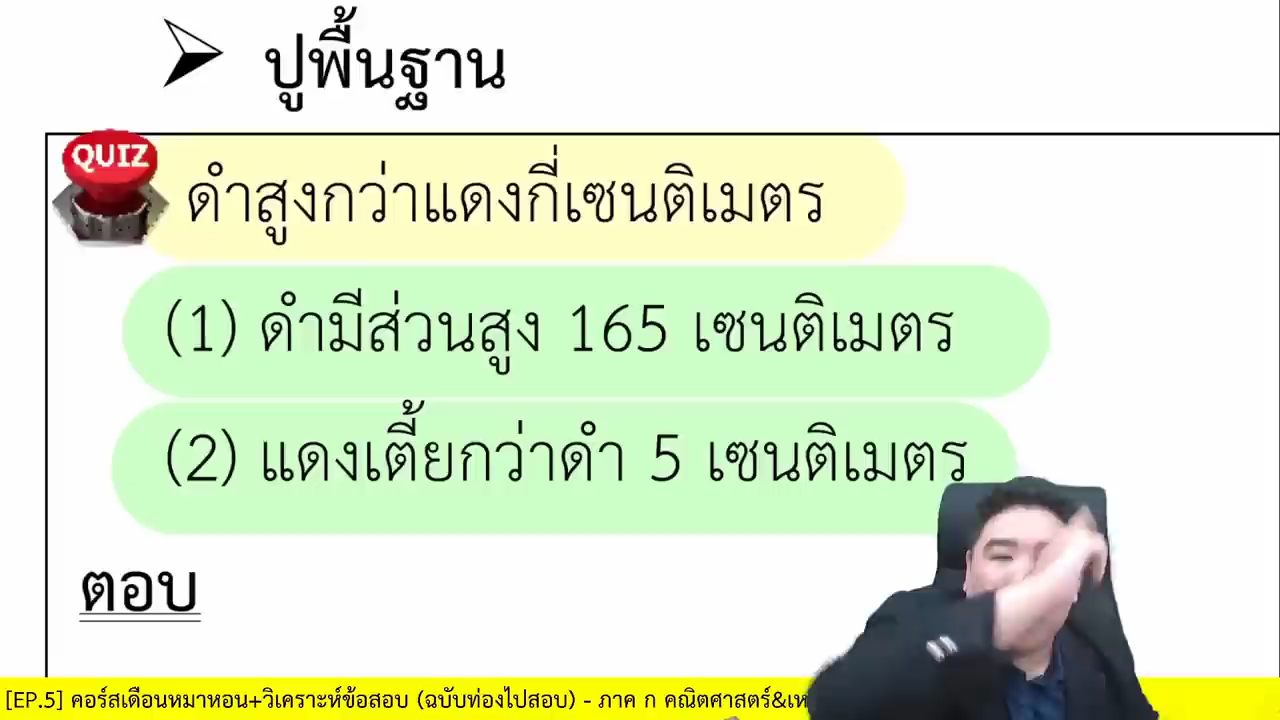 ปูพื้นฐาน
QUIZ
ดำสูงกว่าแดงกี่เซนติเมตร
(1) ดำมีส่วนสูง 165 เซนติเมตร
(2) แดงเตี้ยกว่าดำ 5 เซนติเมตร
ตอบ
[EP.5] คอร์สเดือนหมาหอน+วิเคราะห์ข้อสอบ (ฉบับท่องไปสอบ) - ภาค ก คณิตศาสตร์&เห